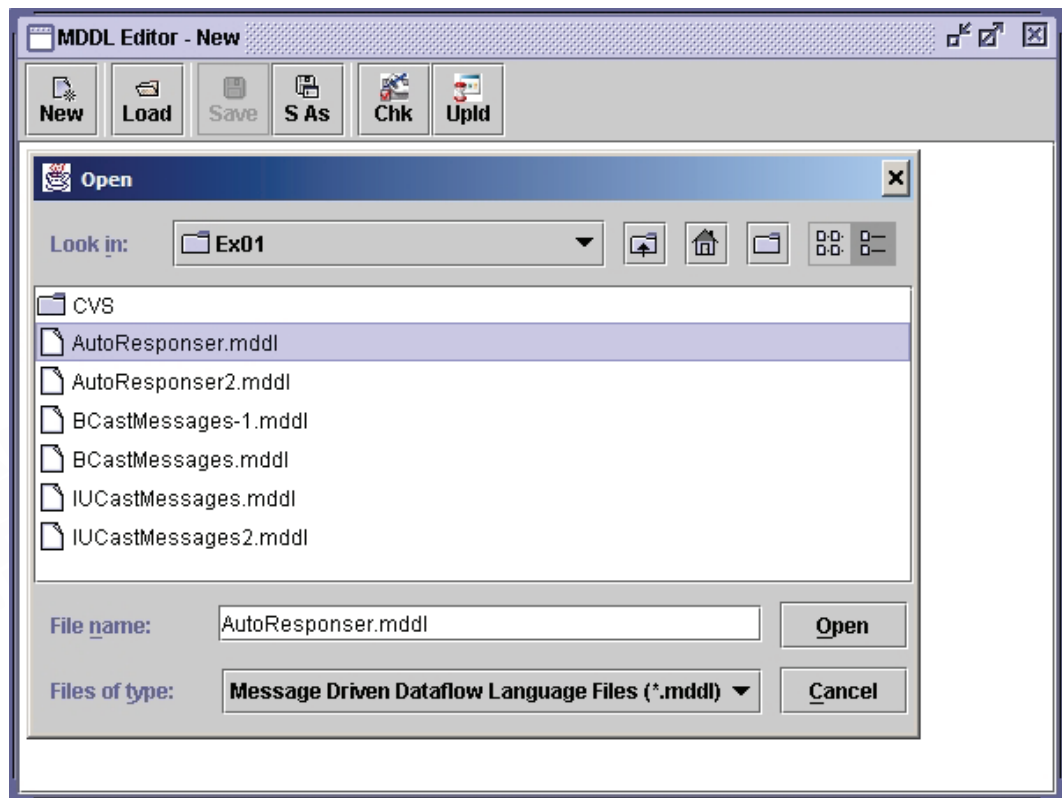 MDDL Editor - New
New Load Save S As Chk Upld
Open
Look in: Ex01
CVS
AutoResponser.mddl
AutoResponser2.mddl
BCastMessages-1.mddl
BCastMessages.mddl
IUCastMessages.mddl
IUCastMessages2.mddl
File name: AutoResponser.mddl Open
Files of type: Message Driven Dataflow Language Files (*.mddl) Cancel